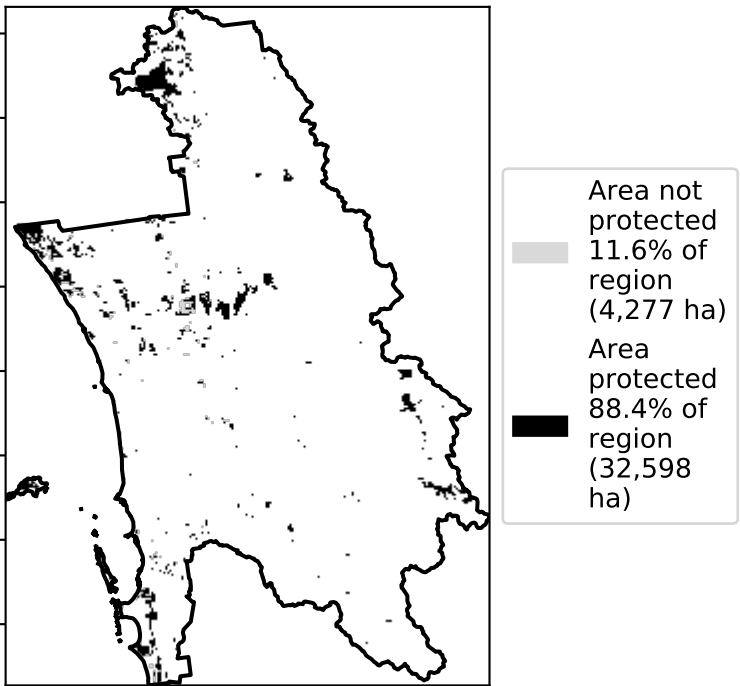 Area not
protected
11.6% of
region
(4,277 ha)
Area
protected
88.4% of
region
(32,598
ha)